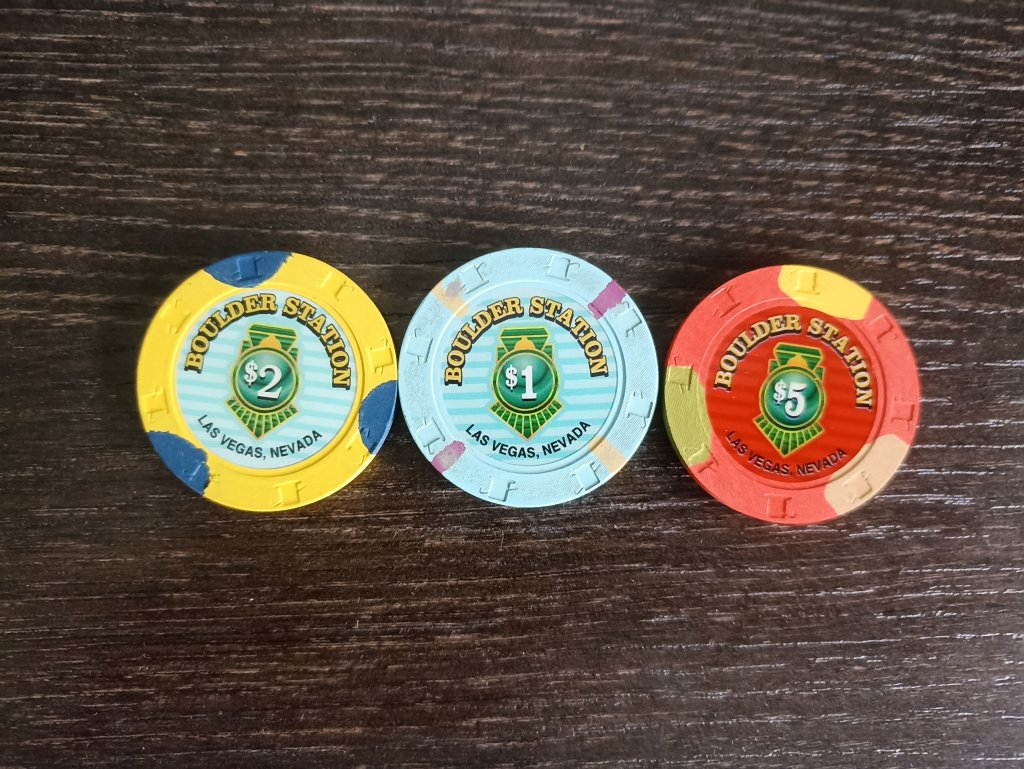 BOULDER STATION
$2
LAS VEGAS, NEVADA
BOULDER STATION
$1
LAS VEGAS, NEVADA
BOULDER STATION
$5
LAS VEGAS, NEVADA